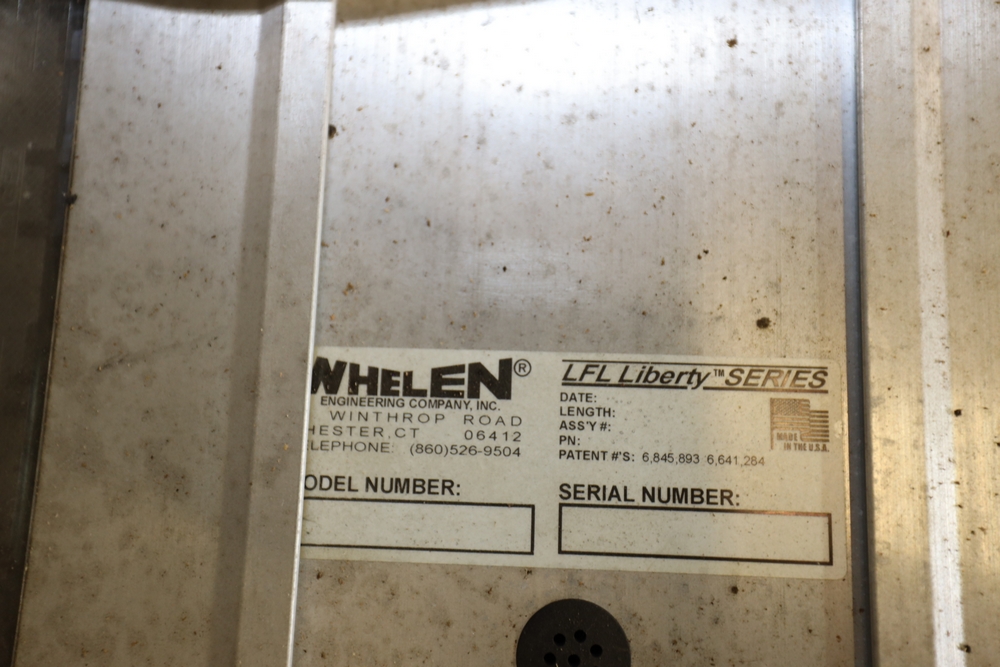 WHELEN®
ENGINEERING COMPANY, INC.
WINTHROP ROAD
HESTER, CT 06412
ELEPHONE: (860)526-9504
ODEL NUMBER:
LFL Liberty™ SERIES
DATE:
LENGTH:
ASS'Y #:
PN:
PATENT #'S: 6,845,893 6,641,284
MADE
IN THE U.S.A.
SERIAL NUMBER: